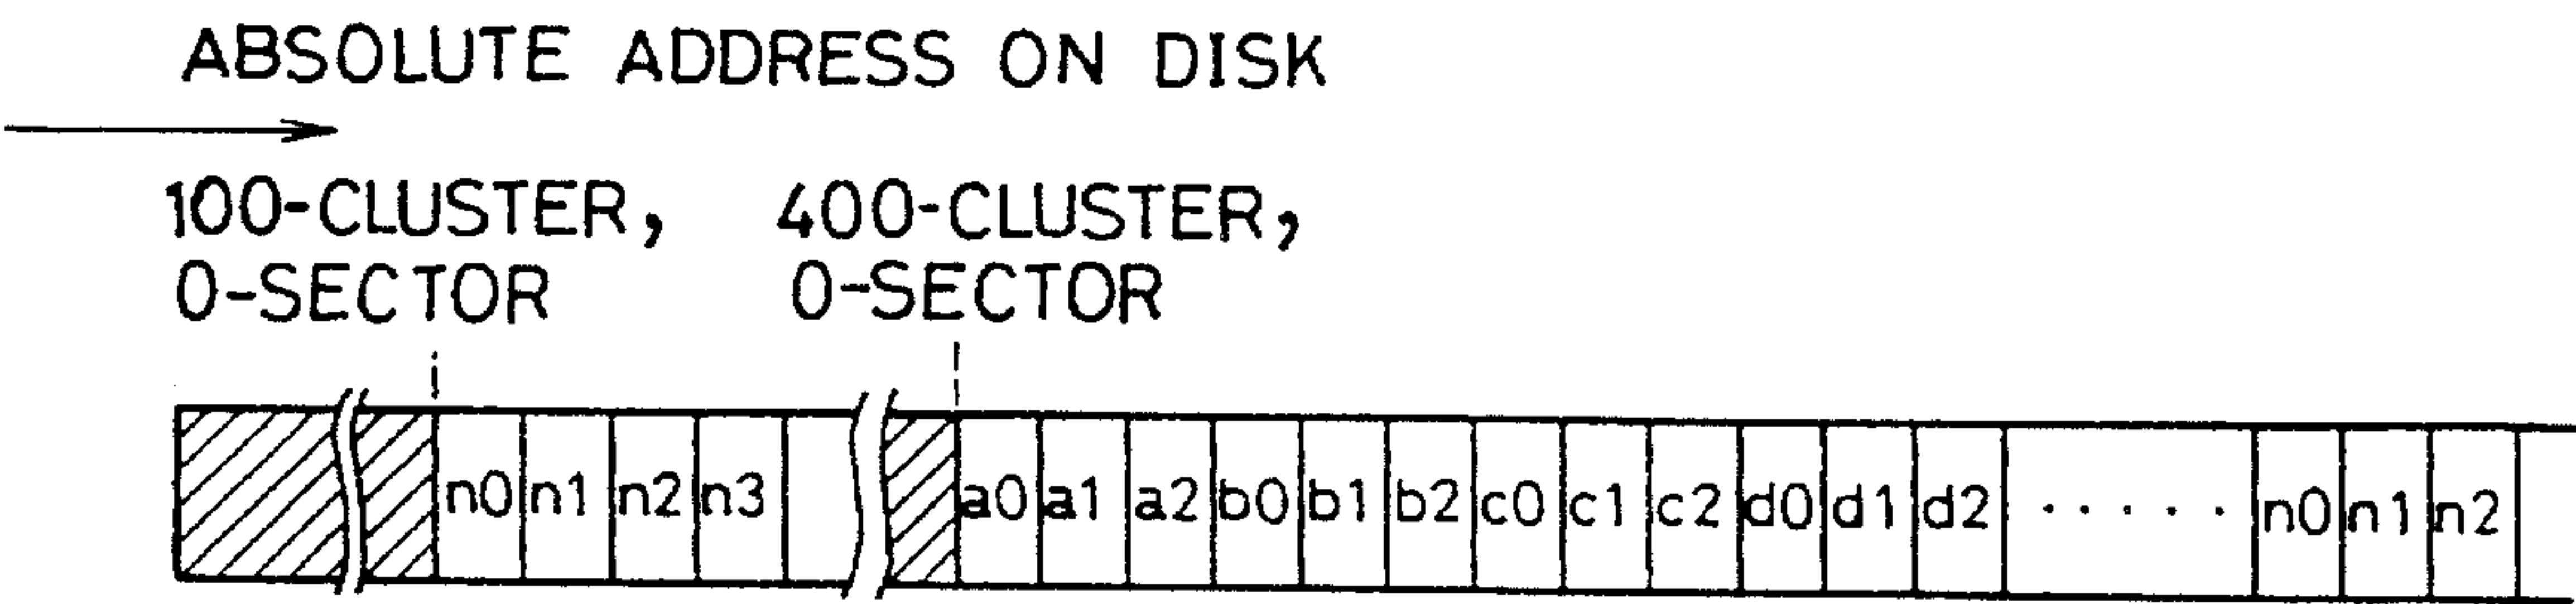 ABSOLUTE ADDRESS ON DISK
100-CLUSTER, 400-CLUSTER,
0-SECTOR 0-SECTOR
n0 n1 n2 n3 a0 a1 a2 b0 b1 b2 c0 c1 c2 d0 d1 d2 ..... n0 n1 n2